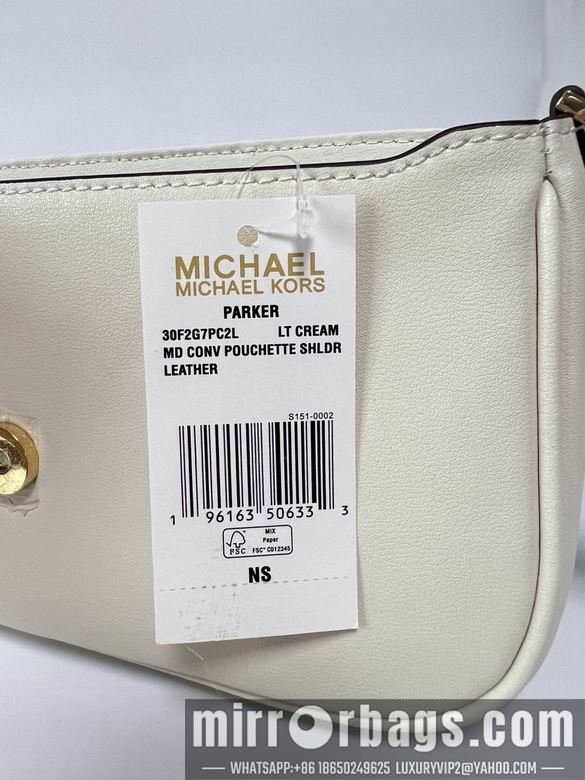 MICHAEL
MICHAEL KORS
PARKER
30F2G7PC2L LT CREAM
MD CONV POUCHETTE SHLDR
LEATHER
S151-0002
1 96163 50633 3
FSC
MIX
Paper
FSC™ C012345
NS
mirrorbags.com
WHATSAPP:+86 18650249625 LUXURYVIP2@YAHOO.COM